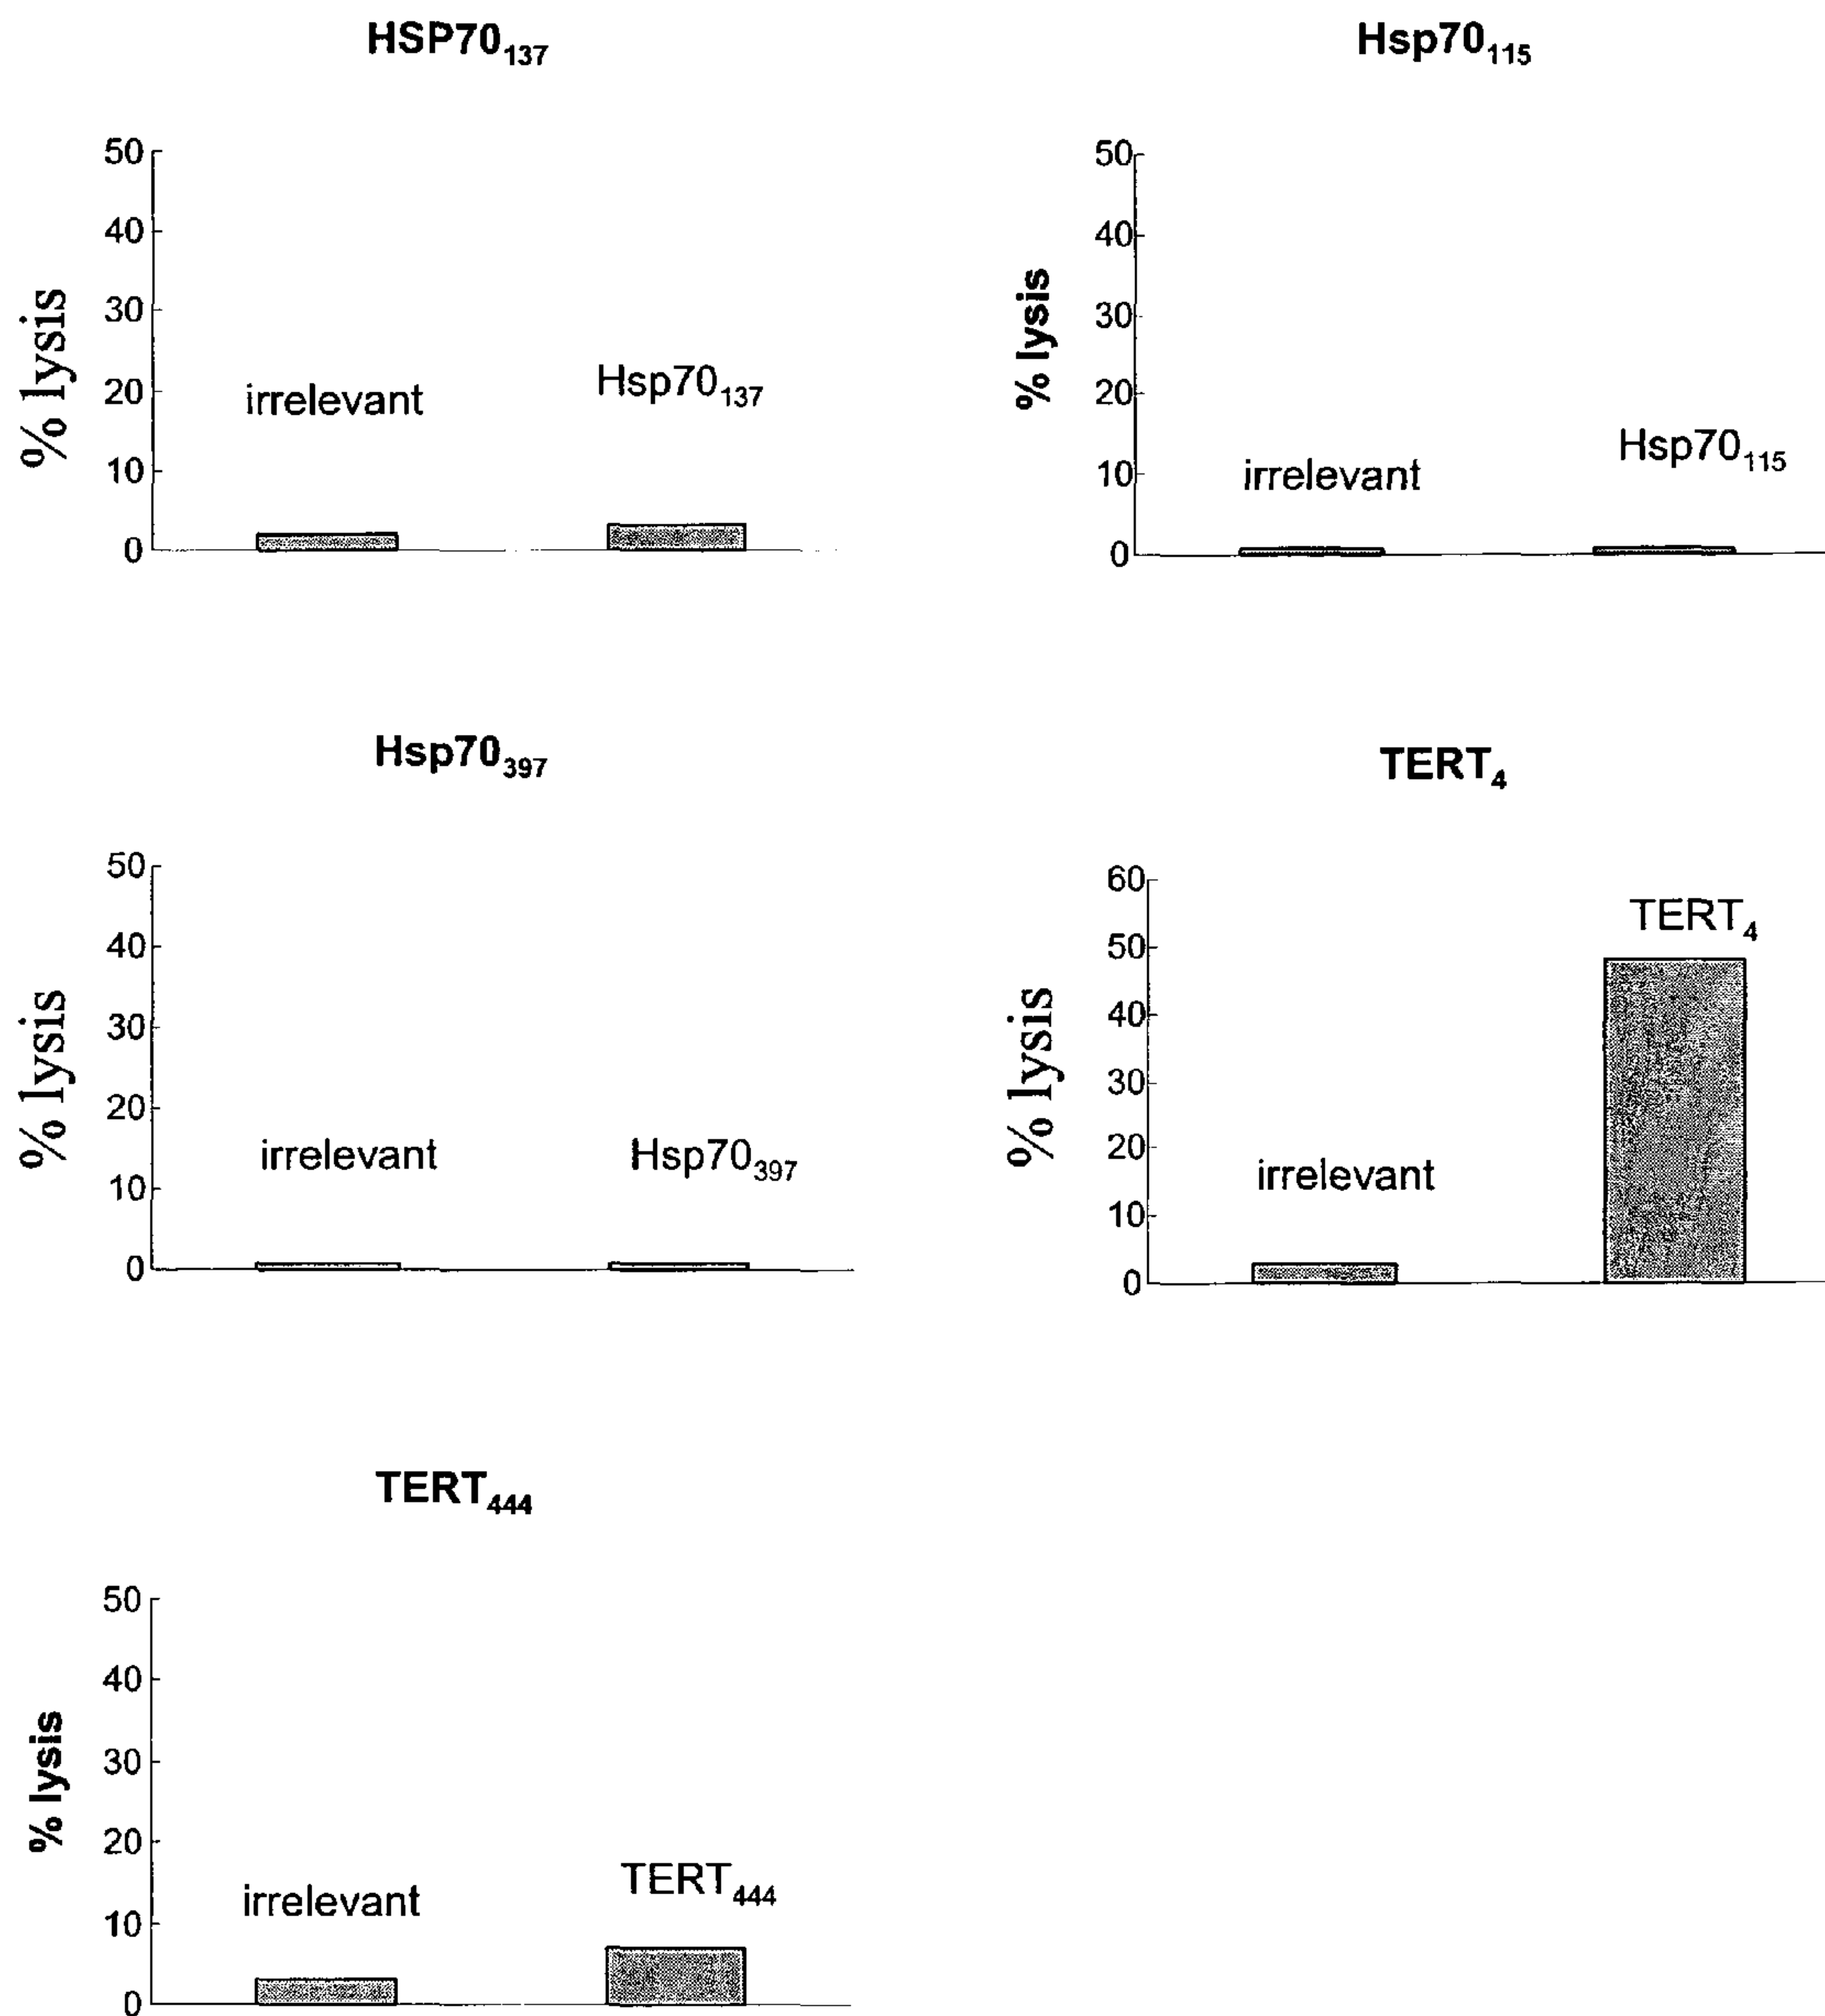 HSP70₁₃₇
50
40
30
20
10
0
% lysis
irrelevant
Hsp70₁₃₇
Hsp70₁₁₅
50
40
30
20
10
0
% lysis
irrelevant
Hsp70₁₁₅
Hsp70₃₉₇
50
40
30
20
10
0
% lysis
irrelevant
Hsp70₃₉₇
TERT₄
60
50
40
30
20
10
0
% lysis
irrelevant
TERT₄
TERT₄₄₄
50
40
30
20
10
0
% lysis
irrelevant
TERT₄₄₄